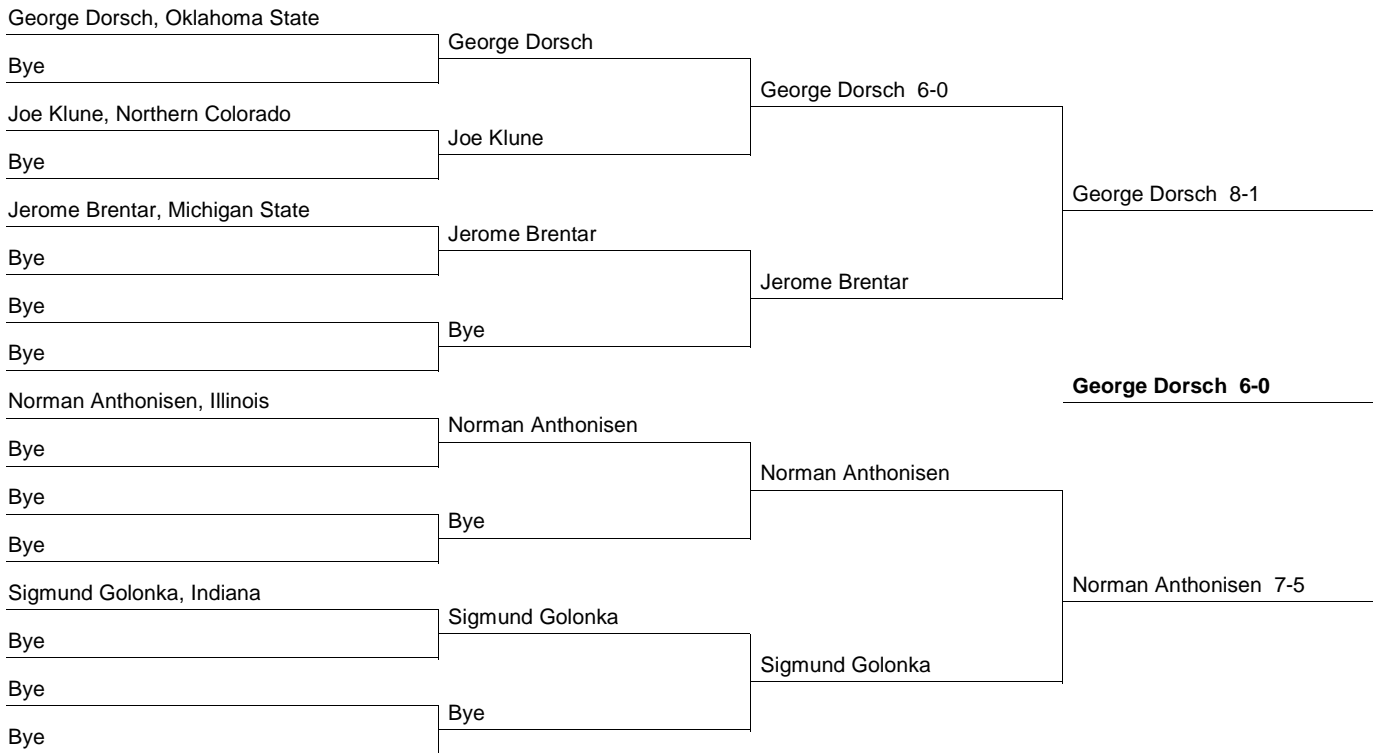 George Dorsch, Oklahoma State
Bye
Joe Klune, Northern Colorado
Bye
Jerome Brentar, Michigan State
Bye
Bye
Bye
Norman Anthonisen, Illinois
Bye
Bye
Bye
Sigmund Golonka, Indiana
Bye
Bye
Bye
George Dorsch
Joe Klune
Jerome Brentar
Bye
Norman Anthonisen
Bye
Sigmund Golonka
Bye
George Dorsch 6-0
Jerome Brentar
Norman Anthonisen
Sigmund Golonka
George Dorsch 8-1
George Dorsch 6-0
Norman Anthonisen 7-5